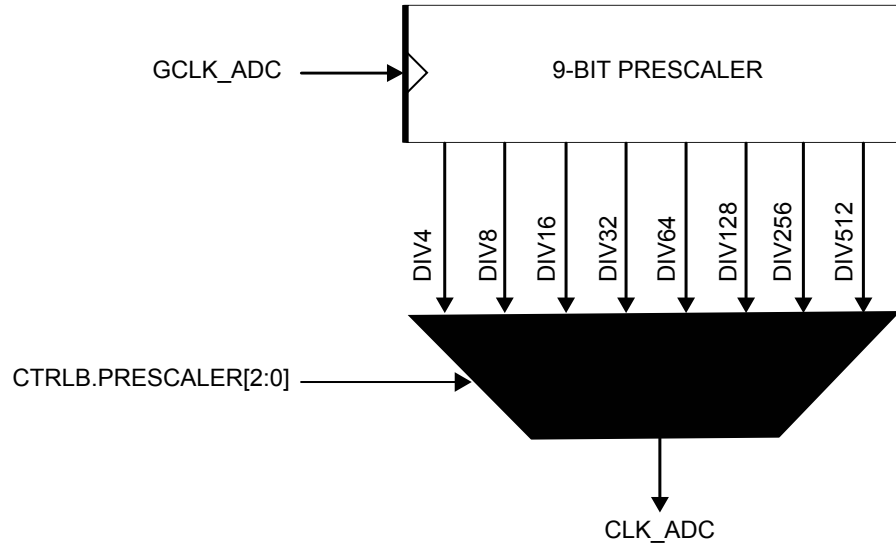 GCLK_ADC
9-BIT PRESCALER
DIV4
DIV8
DIV16
DIV32
DIV64
DIV128
DIV256
DIV512
CTRLB.PRESCALER[2:0]
CLK_ADC